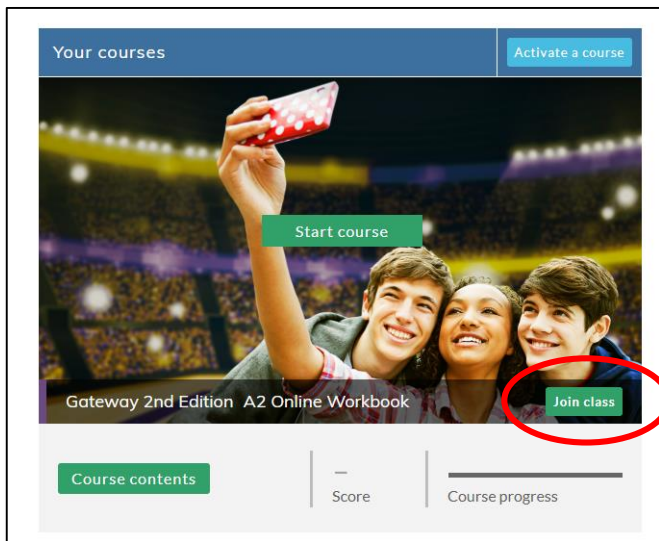 Your courses
Activate a course
Start course
Gateway 2nd Edition A2 Online Workbook
Join class
Course contents
–
Score
Course progress